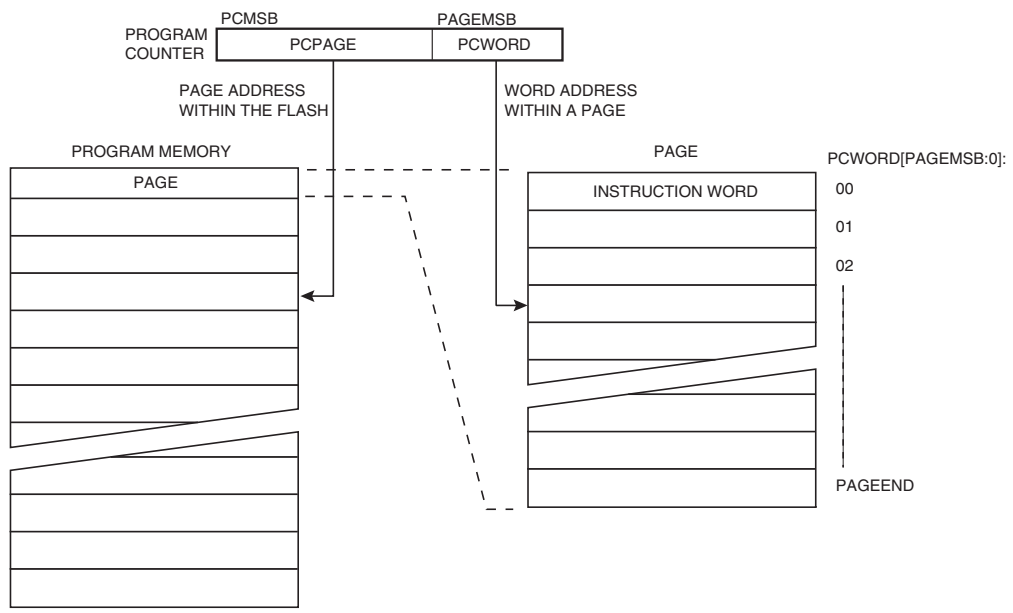 PCMSB
PAGEMSB
PROGRAM
COUNTER
PCPAGE
PCWORD
PAGE ADDRESS
WITHIN THE FLASH
WORD ADDRESS
WITHIN A PAGE
PROGRAM MEMORY
PAGE
PAGE
INSTRUCTION WORD
PCWORD[PAGEMSB:0]:
00
01
02
PAGEEND